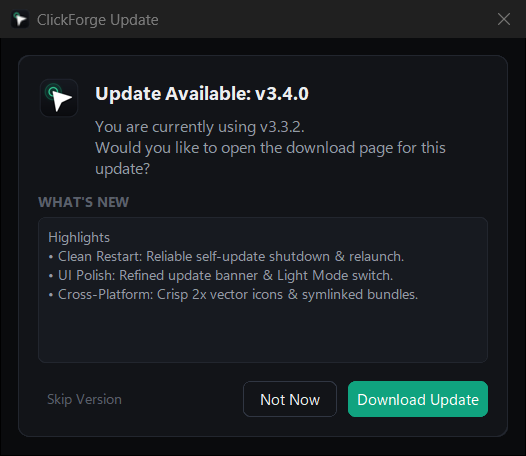 ClickForge Update
Update Available: v3.4.0
You are currently using v3.3.2.
Would you like to open the download page for this
update?
WHAT'S NEW
Highlights
• Clean Restart: Reliable self-update shutdown & relaunch.
• UI Polish: Refined update banner & Light Mode switch.
• Cross-Platform: Crisp 2x vector icons & symlinked bundles.
Skip Version
Not Now
Download Update